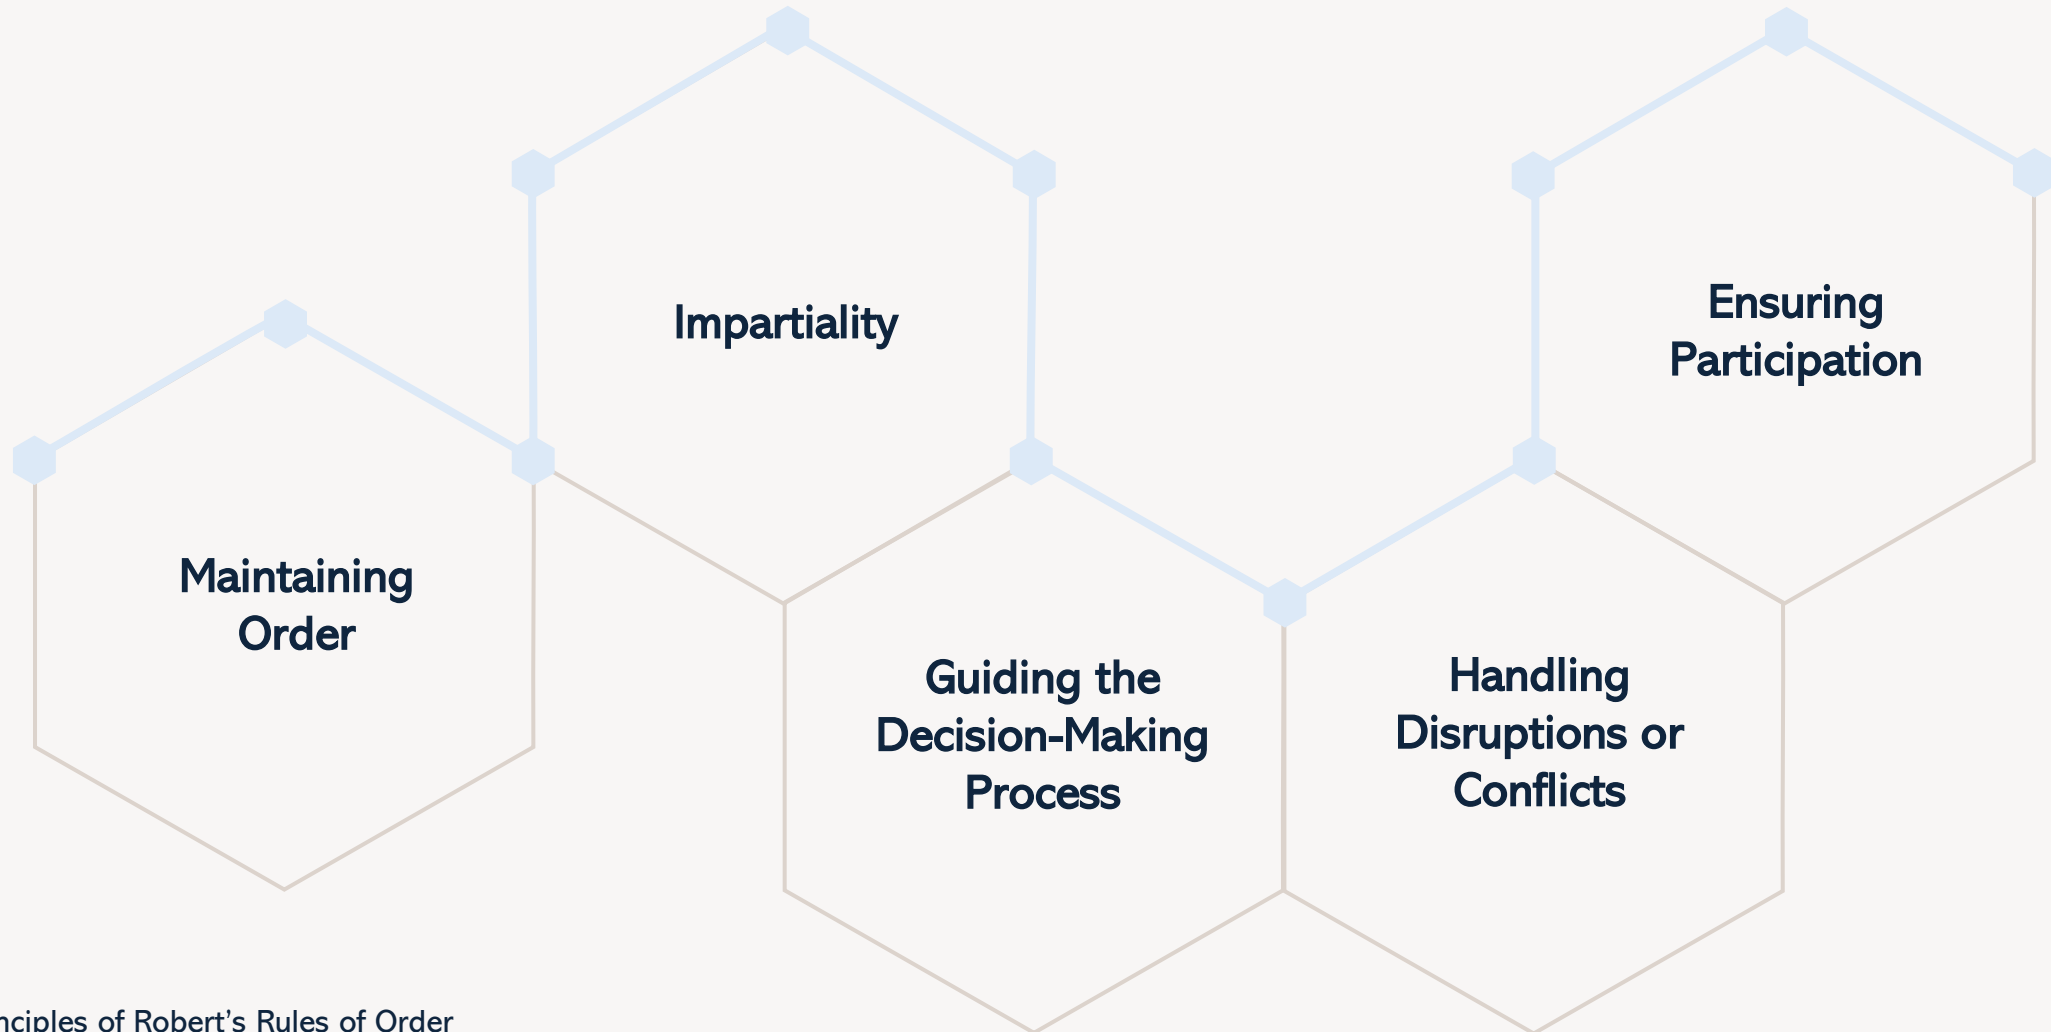 Maintaining
Order
Impartiality
Guiding the
Decision-Making
Process
Handling
Disruptions or
Conflicts
Ensuring
Participation
of Robert's Rules of Order